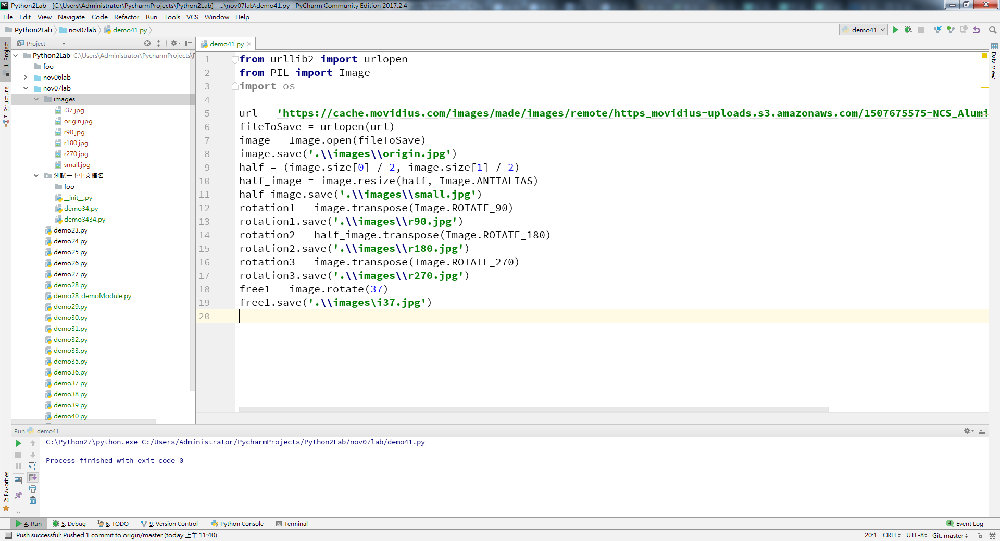 Python2Lab - [C:\Users\Administrator\PycharmProjects\Python2Lab] - ...\nov07lab\demo41.py - PyCharm Community Edition 2017.2.4
File Edit View Navigate Code Refactor Run Tools VCS Window Help
Python2Lab nov07lab demo41.py
demo41
Project
demo41.py
1: Project
7: Structure
2: Favorites
Data View
Python2Lab C:\Users\Administrator\PycharmProjects\P
foo
nov06lab
nov07lab
images
i37.jpg
origin.jpg
r90.jpg
r180.jpg
r270.jpg
small.jpg
測試一下中文檔名
foo
__init__.py
demo34.py
demo3434.py
demo23.py
demo24.py
demo25.py
demo26.py
demo27.py
demo28.py
demo28_demoModule.py
demo29.py
demo30.py
demo31.py
demo32.py
demo33.py
demo35.py
demo36.py
demo37.py
demo38.py
demo39.py
demo40.py
1 from urllib2 import urlopen
2 from PIL import Image
3 import os
4
5 url = 'https://cache.movidius.com/images/made/images/remote/https_movidius-uploads.s3.amazonaws.com/1507675575-NCS_Alumi
6 fileToSave = urlopen(url)
7 image = Image.open(fileToSave)
8 image.save('.\\images\\origin.jpg')
9 half = (image.size[0] / 2, image.size[1] / 2)
10 half_image = image.resize(half, Image.ANTIALIAS)
11 half_image.save('.\\images\\small.jpg')
12 rotation1 = image.transpose(Image.ROTATE_90)
13 rotation1.save('.\\images\\r90.jpg')
14 rotation2 = half_image.transpose(Image.ROTATE_180)
15 rotation2.save('.\\images\\r180.jpg')
16 rotation3 = image.transpose(Image.ROTATE_270)
17 rotation3.save('.\\images\\r270.jpg')
18 free1 = image.rotate(37)
19 free1.save('.\\images\i37.jpg')
20
Run demo41
C:\Python27\python.exe C:/Users/Administrator/PycharmProjects/Python2Lab/nov07lab/demo41.py
Process finished with exit code 0
4: Run 5: Debug 6: TODO 9: Version Control Python Console Terminal 4 Event Log
Push successful: Pushed 1 commit to origin/master (today 上午 11:40) 20:1 CRLF UTF-8 Git: master